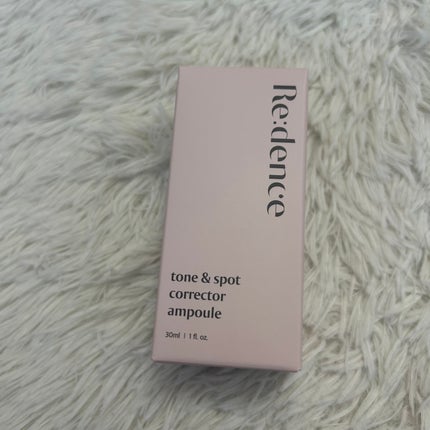 Re:dence
tone & spot
corrector
ampoule
30ml | 1 fl. oz.